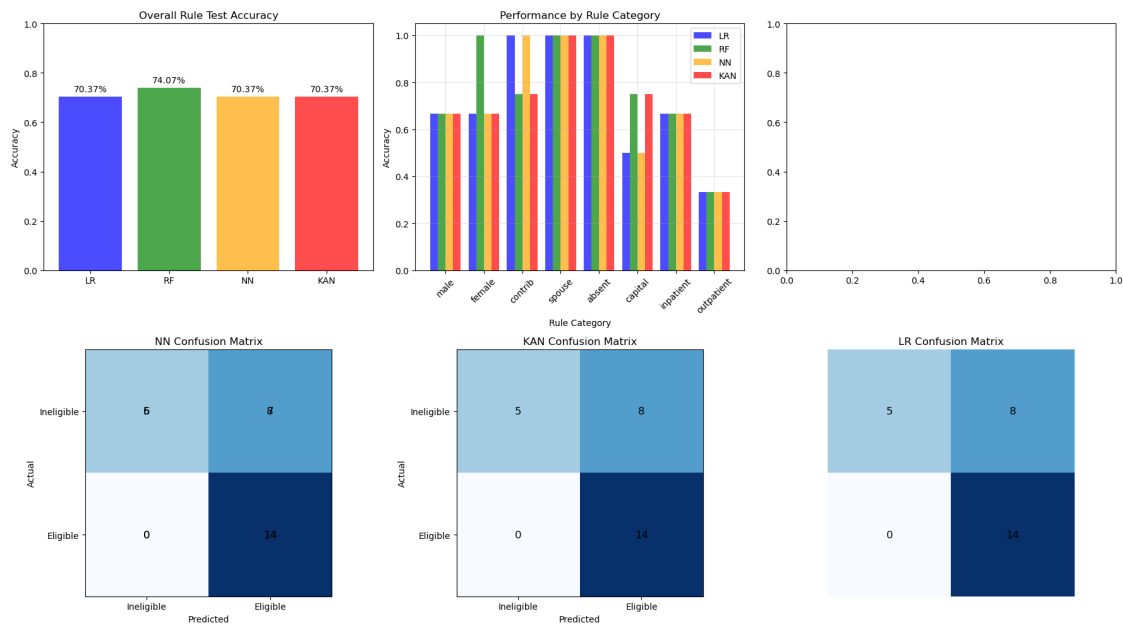 Overall Rule Test Accuracy
1.0
0.8
0.6
0.4
0.2
0.0
Accuracy
70.37%
74.07%
70.37%
70.37%
LR
RF
NN
KAN
Performance by Rule Category
1.0
0.8
0.6
0.4
0.2
0.0
Accuracy
LR
RF
NN
KAN
male
female
contrib
spouse
absent
capital
inpatient
outpatient
Rule Category
1.0
0.8
0.6
0.4
0.2
0.0
0.0
0.2
0.4
0.6
0.8
1.0
NN Confusion Matrix
Actual
Ineligible
Eligible
0
14
Ineligible
Eligible
Predicted
KAN Confusion Matrix
Actual
Ineligible
5
8
Eligible
0
14
Ineligible
Eligible
Predicted
LR Confusion Matrix
5
8
0
14